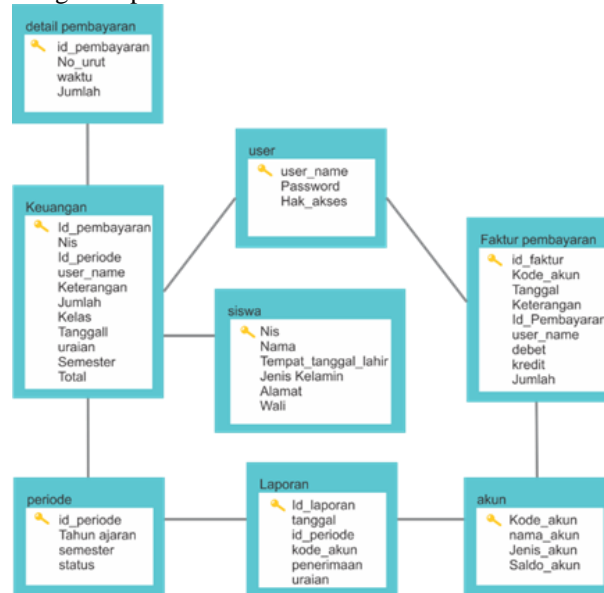 detail pembayaran
id_pembayaran
No_urut
waktu
Jumlah
user
user_name
Password
Hak_akses
Keuangan
Id_pembayaran
Nis
Id_periode
user_name
Keterangan
Jumlah
Kelas
Tanggall
uraian
Semester
Total
siswa
Nis
Nama
Tempat_tanggal_lahir
Jenis Kelamin
Alamat
Wali
Faktur pembayaran
id_faktur
Kode_akun
Tanggal
Keterangan
Id_Pembayaran
user_name
debet
kredit
Jumlah
periode
id_periode
Tahun ajaran
semester
status
Laporan
Id_laporan
tanggal
id_periode
kode_akun
penerimaan
uraian
akun
Kode_akun
nama_akun
Jenis_akun
Saldo_akun